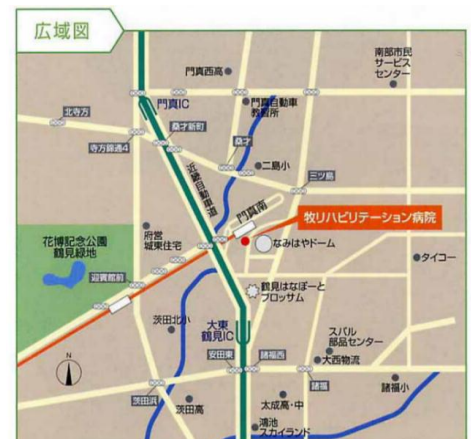 広域図
南部市民
サービス
センター
門真西高
門真IC
門真自動車
教習所
北寺方
桑才新町
寺方錦通4
桑才
二島小
三ツ島
近畿自動車道
門真南
牧リハビリテーション病院
府営
城東住宅
なみはやドーム
花博記念公園
鶴見緑地
タイコー
迎賓館前
鶴見はなぽーと
ブロッサム
茨田北小
大東
鶴見IC
スバル
部品センター
安田東
諸福西
大西物流
N
諸福
諸福小
茨田浜
茨田高
太成高・中
鴻池
スカイランド